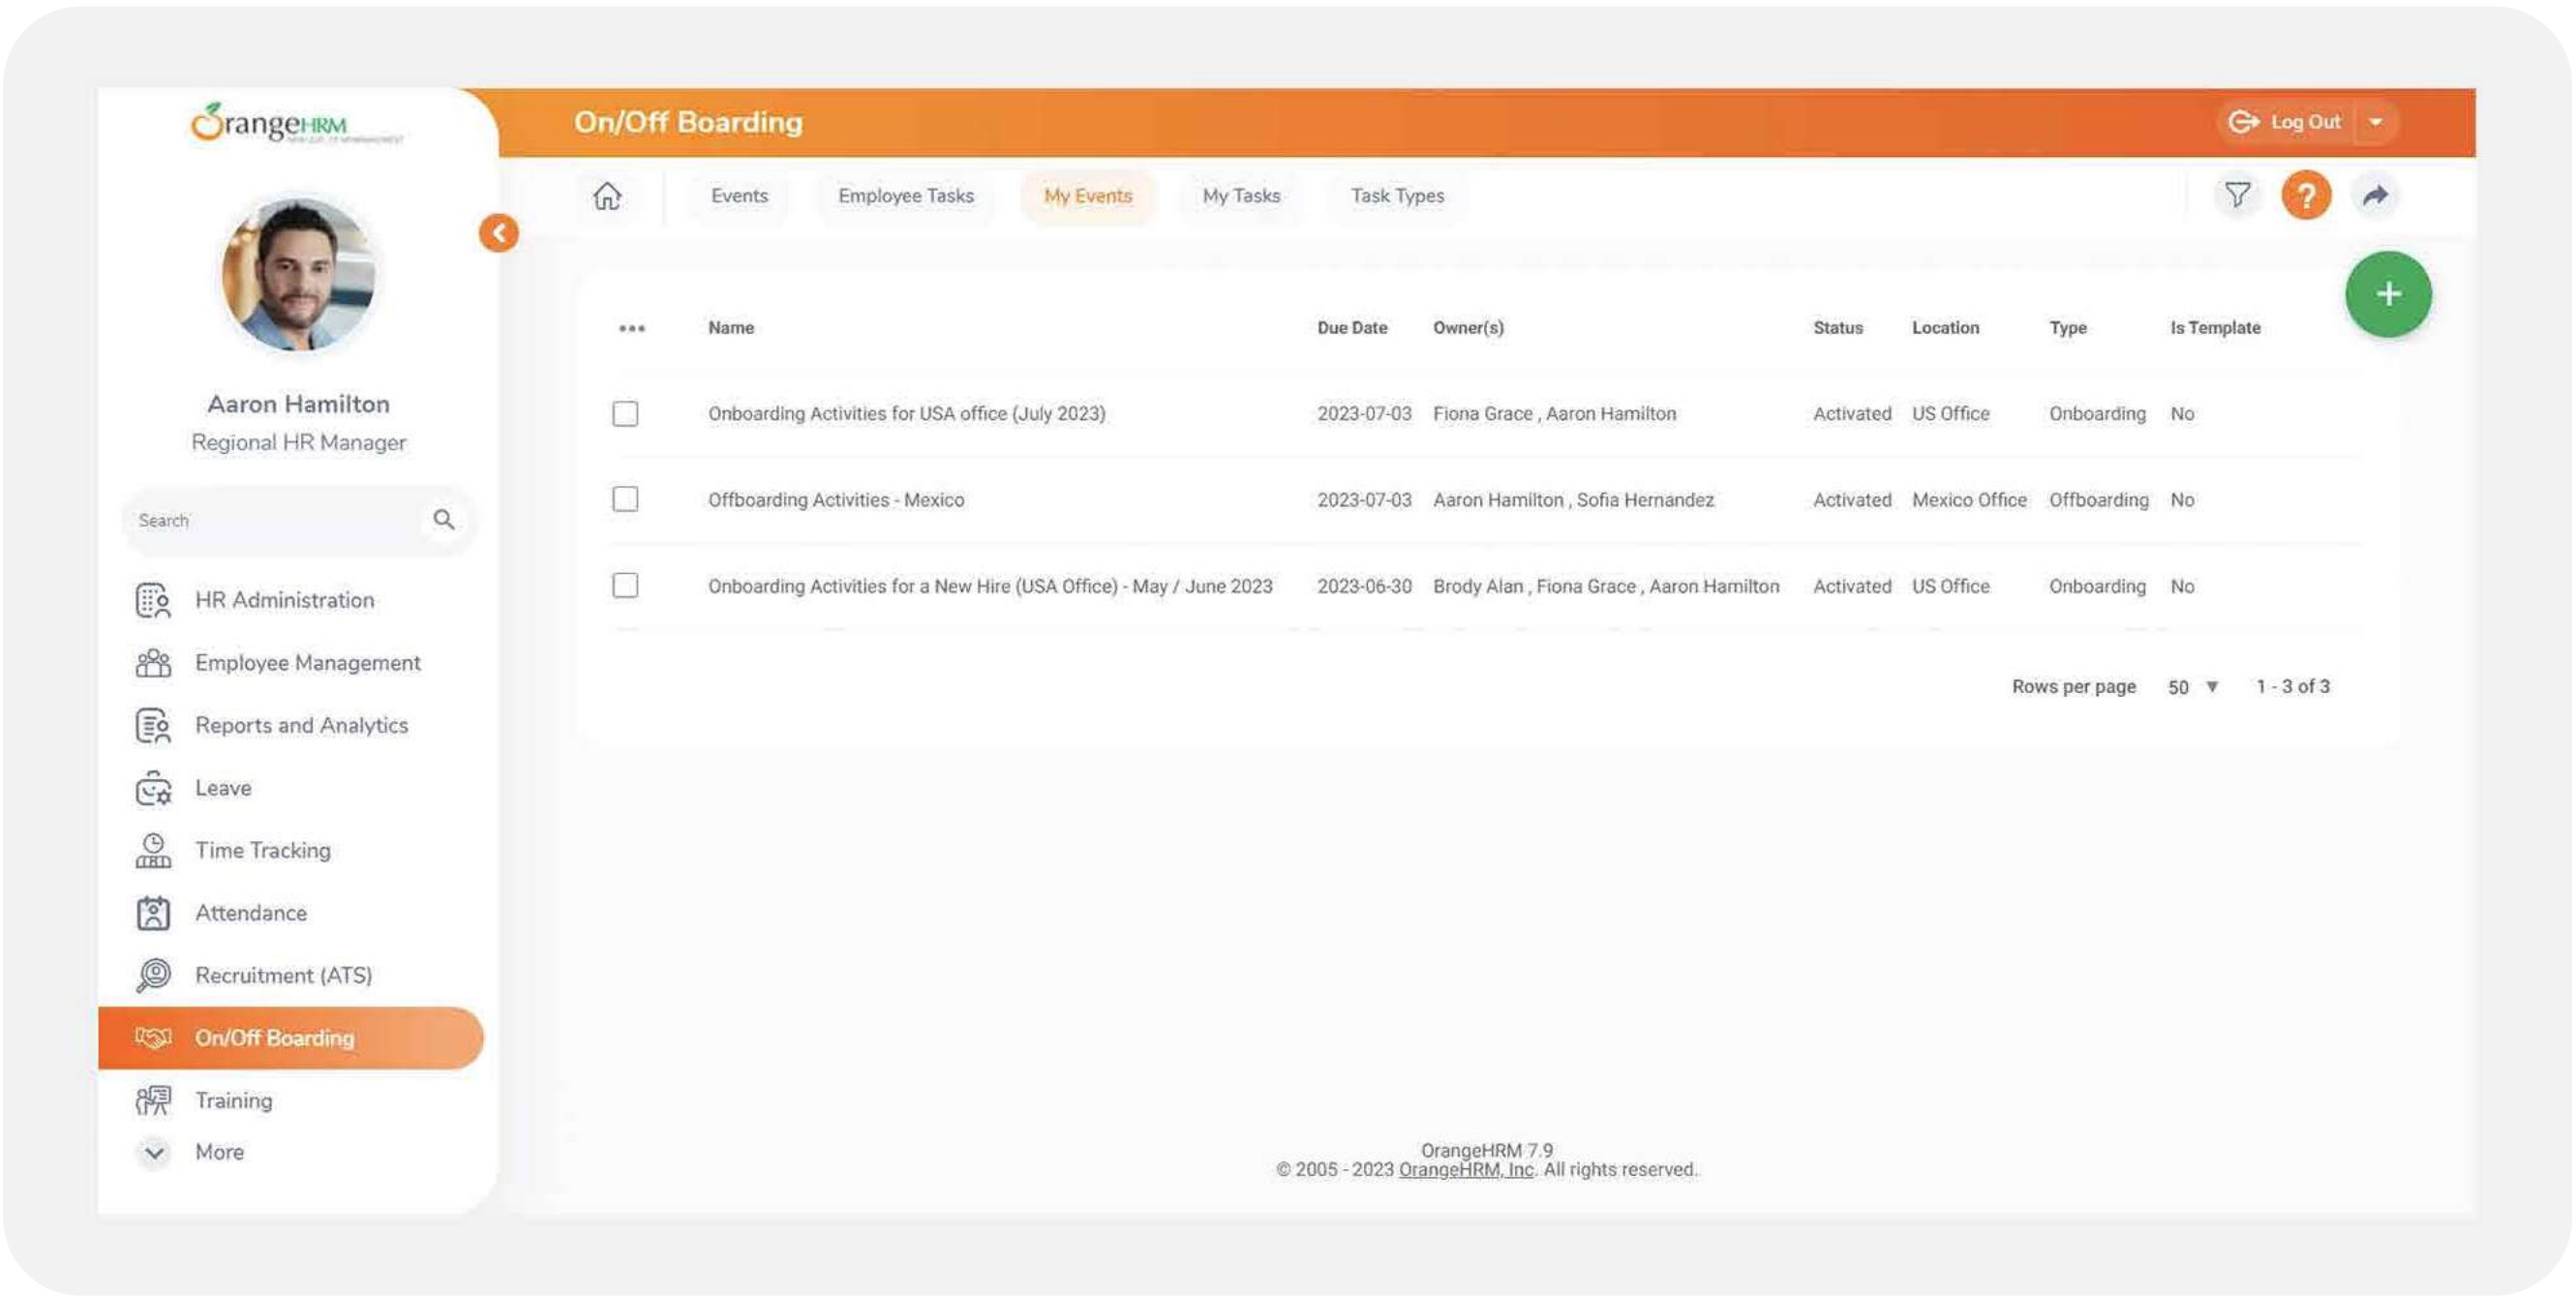 OrangeHRM
On/Off Boarding
Log Out
Events
Employee Tasks
My Events
My Tasks
Task Types
?
Aaron Hamilton
Regional HR Manager
Search
HR Administration
Employee Management
Reports and Analytics
Leave
Time Tracking
Attendance
Recruitment (ATS)
On/Off Boarding
Training
More
Name Due Date Owner(s) Status Location Type Is Template
Onboarding Activities for USA office (July 2023) 2023-07-03 Fiona Grace , Aaron Hamilton Activated US Office Onboarding No
Offboarding Activities - Mexico 2023-07-03 Aaron Hamilton , Sofia Hernandez Activated Mexico Office Offboarding No
Onboarding Activities for a New Hire (USA Office) - May / June 2023 2023-06-30 Brody Alan , Fiona Grace , Aaron Hamilton Activated US Office Onboarding No
Rows per page 50 1 - 3 of 3
OrangeHRM 7.9
© 2005 - 2023 OrangeHRM, Inc. All rights reserved.